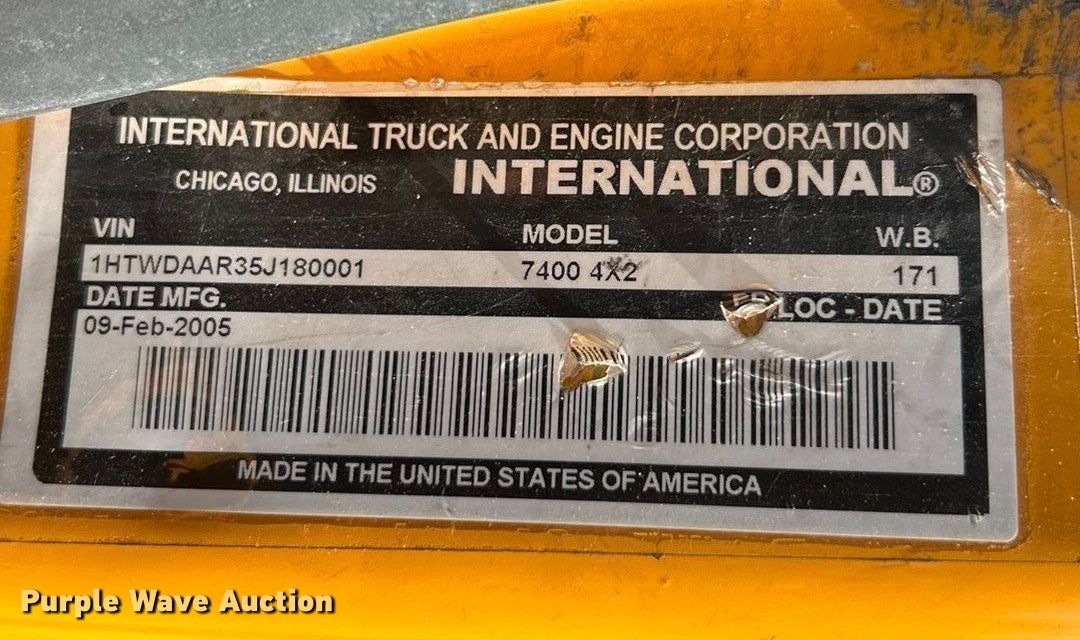 INTERNATIONAL TRUCK AND ENGINE CORPORATION
CHICAGO, ILLINOIS INTERNATIONAL®
VIN MODEL W.B.
1HTWDAAR35J180001 7400 4X2 171
DATE MFG. LOC - DATE
09-Feb-2005
MADE IN THE UNITED STATES OF AMERICA
Purple Wave Auction